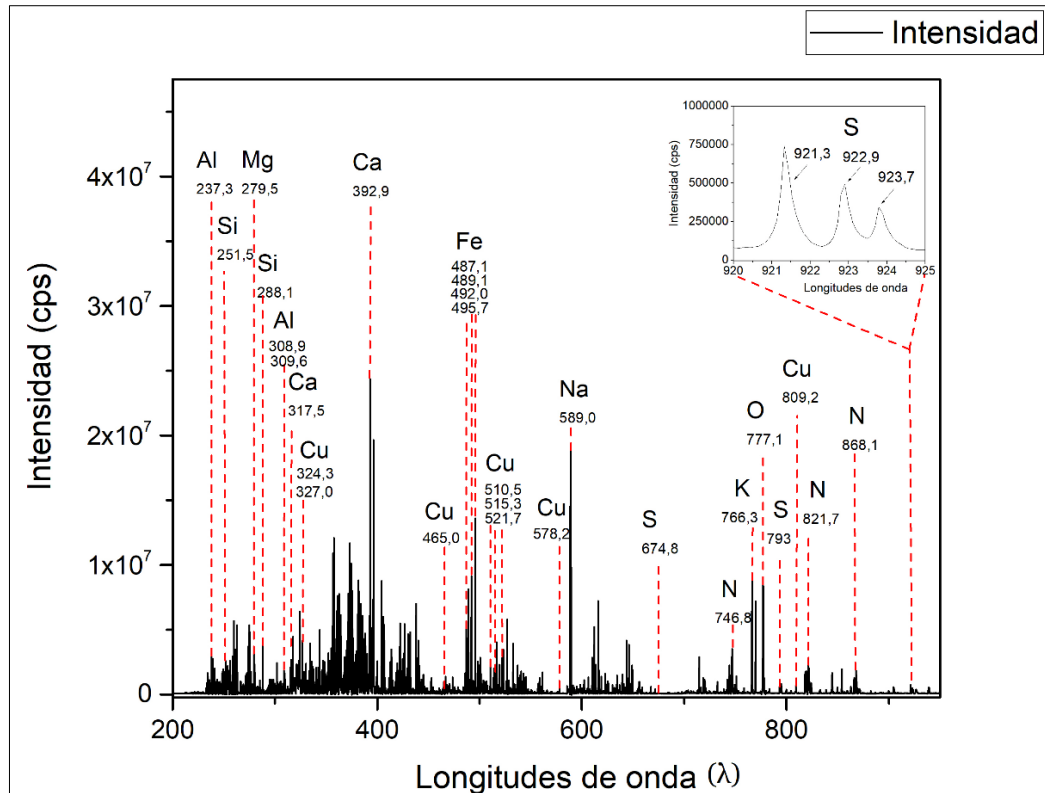 Intensidad
Intensidad (cps)
4x10⁷
3x10⁷
2x10⁷
1x10⁷
0
200
400
600
800
Longitudes de onda (λ)
Al
237,3
Si
251,5
Mg
279,5
Si
288,1
Al
308,9
309,6
Ca
317,5
Cu
324,3
327,0
Ca
392,9
Cu
465,0
Fe
487,1
489,1
492,0
495,7
Cu
510,5
515,3
521,7
Cu
578,2
Na
589,0
S
674,8
N
746,8
K
766,3
O
777,1
S
793
Cu
809,2
N
821,7
N
868,1
Intensidad (cps)
1000000
750000
500000
250000
0
S
921,3
922,9
923,7
920
921
922
923
924
925
Longitudes de onda